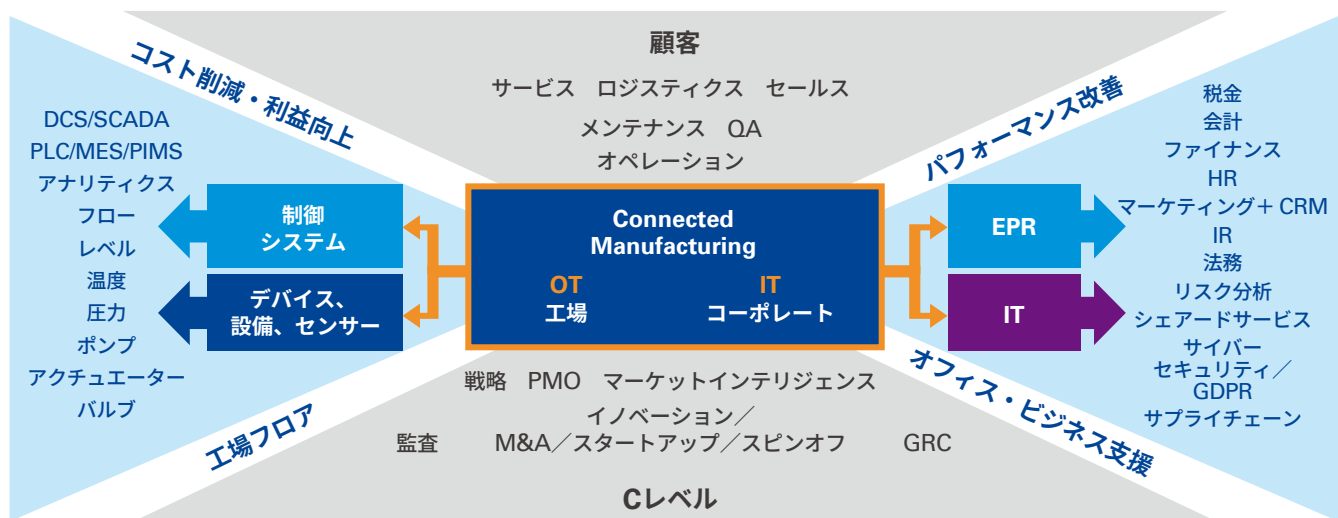 顧客
サービス ロジスティクス セールス
メンテナンス QA
オペレーション
コスト削減・利益向上
パフォーマンス改善
DCS/SCADA
PLC/MES/PIMS
アナリティクス
フロー
レベル
温度
圧力
ポンプ
アクチュエーター
バルブ
制御
システム
デバイス、
設備、センサー
Connected
Manufacturing
OT IT
工場 コーポレート
EPR
IT
税金
会計
ファイナンス
HR
マーケティング+ CRM
IR
法務
リスク分析
シェアードサービス
サイバー
セキュリティ/
GDPR
サプライチェーン
工場フロア
オフィス・ビジネス支援
戦略 PMO マーケットインテリジェンス
イノベーション/
監査 M&A/スタートアップ/スピンオフ GRC
Cレベル